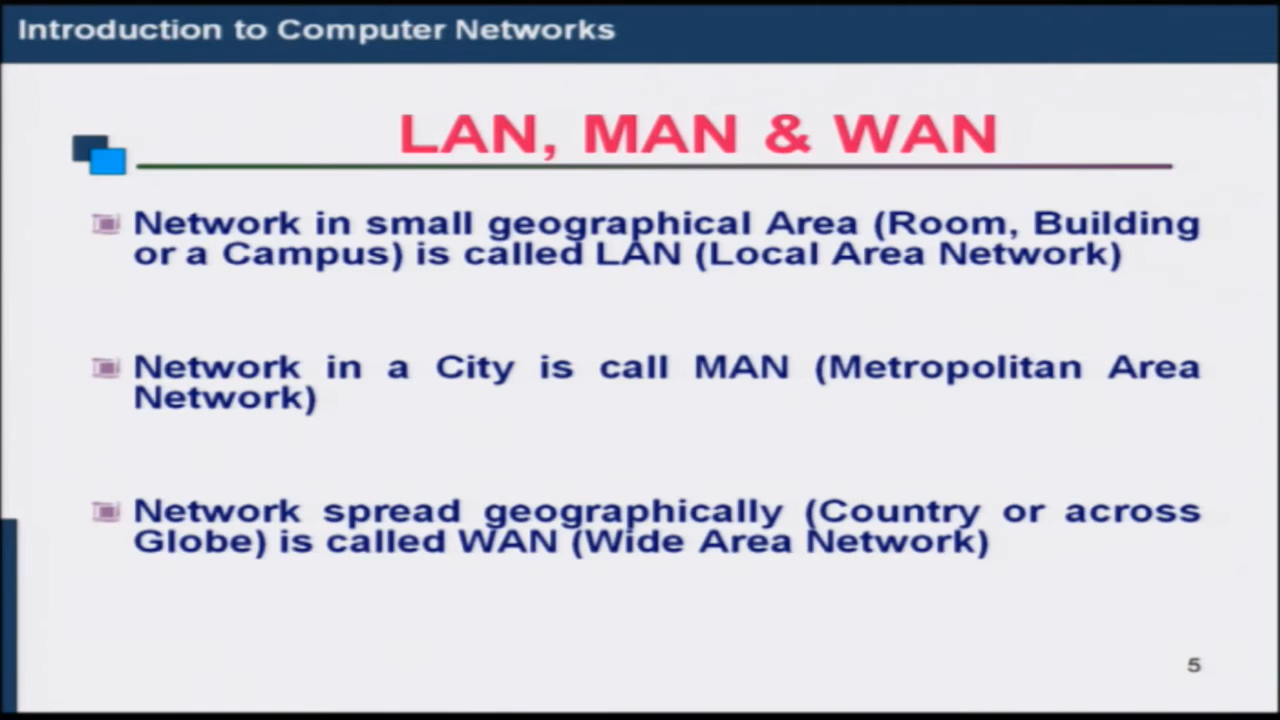 Introduction to Computer Networks
LAN, MAN & WAN
Network in small geographical Area (Room, Building
or a Campus) is called LAN (Local Area Network)
Network in a City is call MAN (Metropolitan Area
Network)
Network spread geographically (Country or across
Globe) is called WAN (Wide Area Network)
5